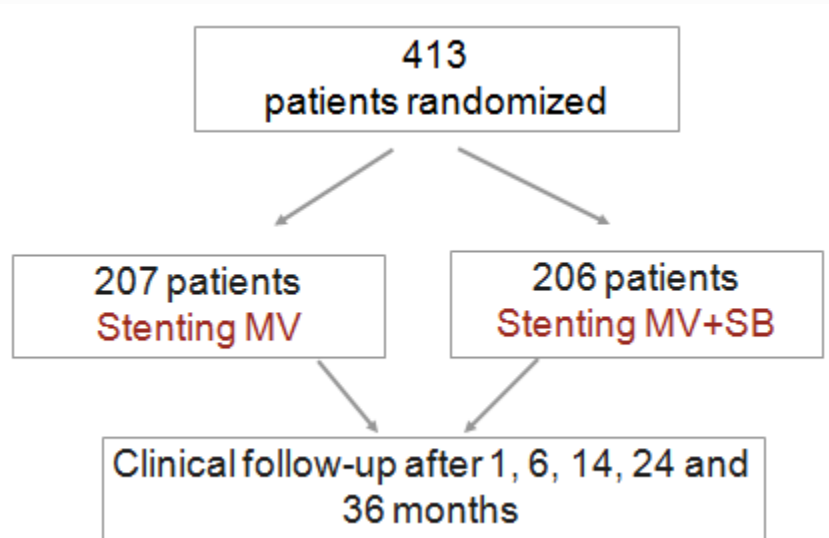 413
patients randomized
207 patients
Stenting MV
206 patients
Stenting MV+SB
Clinical follow-up after 1, 6, 14, 24 and
36 months